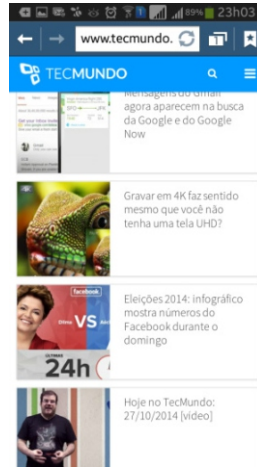 89% 23h03
www.tecmundo.
TECMUNDO
Mensagens do Gmail
agora aparecem na busca
da Google e do Google
Now
Gravar em 4K faz sentido
mesmo que você não
tenha uma tela UHD?
facebook
Dilma VS
ÚLTIMAS
24h
Eleições 2014: infográfico
mostra números do
Facebook durante o
domingo
Hoje no TecMundo:
27/10/2014 [vídeo]